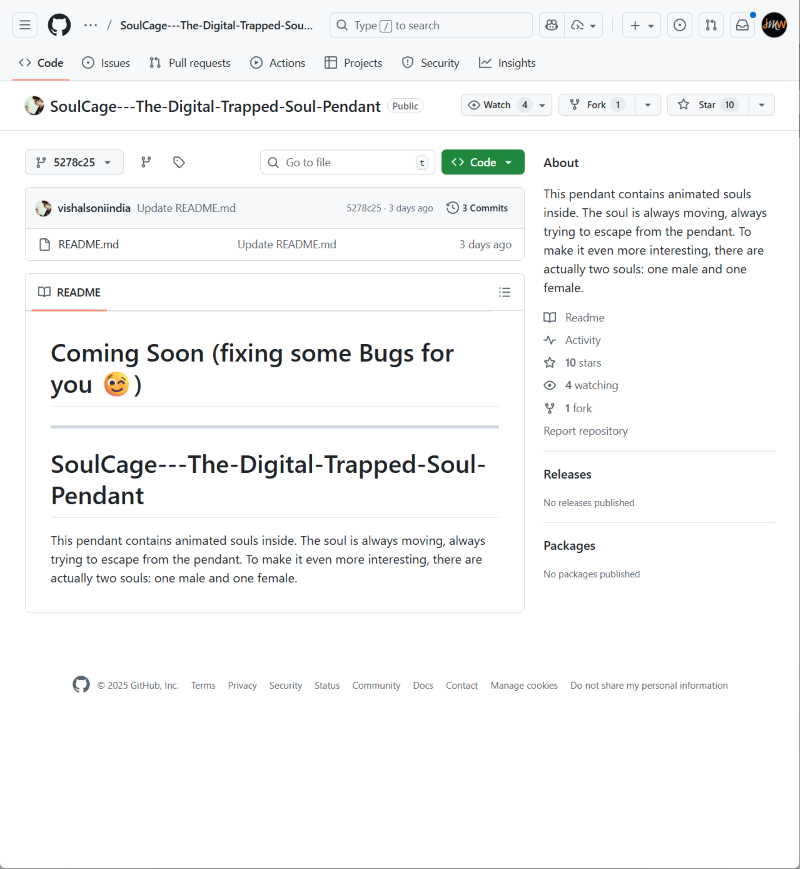 SoulCage---The-Digital-Trapped-Sou...
Type / to search
Code
Issues
Pull requests
Actions
Projects
Security
Insights
SoulCage---The-Digital-Trapped-Soul-Pendant
Public
Watch 4
Fork 1
Star 10
5278c25
Go to file
t
Code
vishalsoniindia Update README.md
5278c25 · 3 days ago
3 Commits
README.md
Update README.md
3 days ago
README
Coming Soon (fixing some Bugs for
you 😉 )
SoulCage---The-Digital-Trapped-Soul-
Pendant
This pendant contains animated souls inside. The soul is always moving, always
trying to escape from the pendant. To make it even more interesting, there are
actually two souls: one male and one female.
About
This pendant contains animated souls
inside. The soul is always moving, always
trying to escape from the pendant. To
make it even more interesting, there are
actually two souls: one male and one
female.
Readme
Activity
10 stars
4 watching
1 fork
Report repository
Releases
No releases published
Packages
No packages published
© 2025 GitHub, Inc.
Terms
Privacy
Security
Status
Community
Docs
Contact
Manage cookies
Do not share my personal information